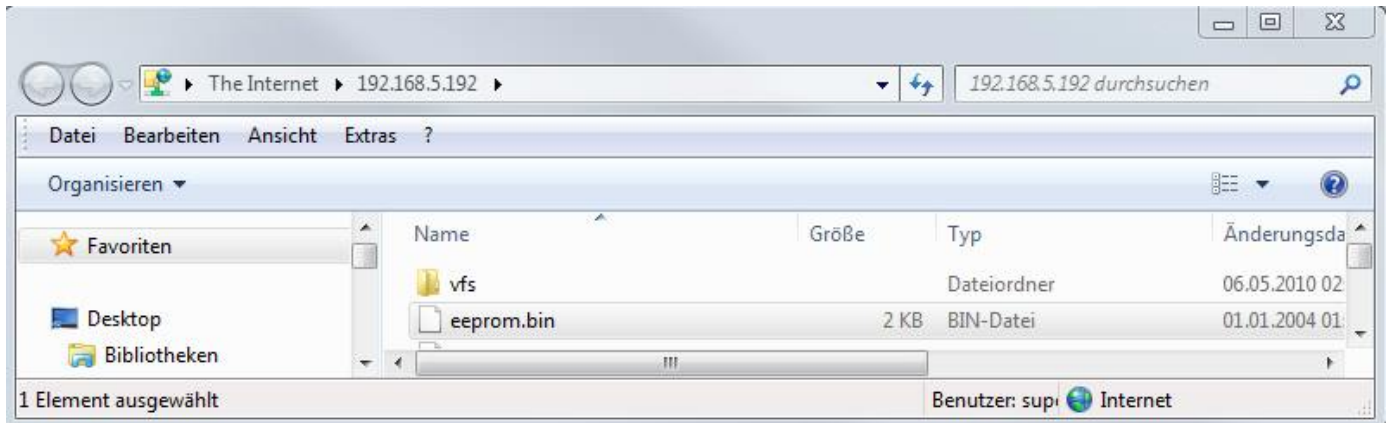 The Internet 192.168.5.192 192.168.5.192 durchsuchen
Datei Bearbeiten Ansicht Extras ?
Organisieren
Favoriten Name Größe Typ Änderungsda
vfs Dateiordner 06.05.2010 02
Desktop eeprom.bin 2 KB BIN-Datei 01.01.2004 01:
Bibliotheken
1 Element ausgewählt Benutzer: supe Internet